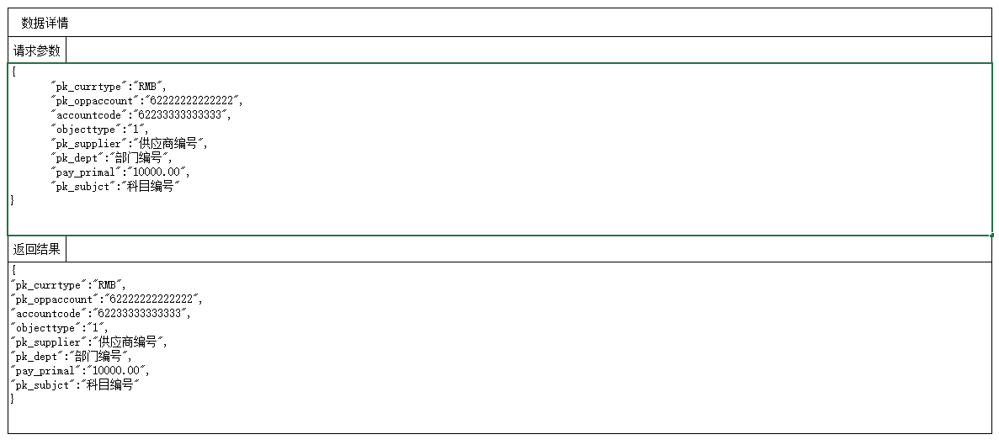 数据详情
请求参数
{
"pk_currtype":"RMB",
"pk_oppaccount":"62222222222222",
"accountcode":"62233333333333",
"objecttype":"1",
"pk_supplier":"供应商编号",
"pk_dept":"部门编号",
"pay_primal":"10000.00",
"pk_subjct":"科目编号"
}
返回结果
{
"pk_currtype":"RMB",
"pk_oppaccount":"62222222222222",
"accountcode":"62233333333333",
"objecttype":"1",
"pk_supplier":"供应商编号",
"pk_dept":"部门编号",
"pay_primal":"10000.00",
"pk_subjct":"科目编号"
}